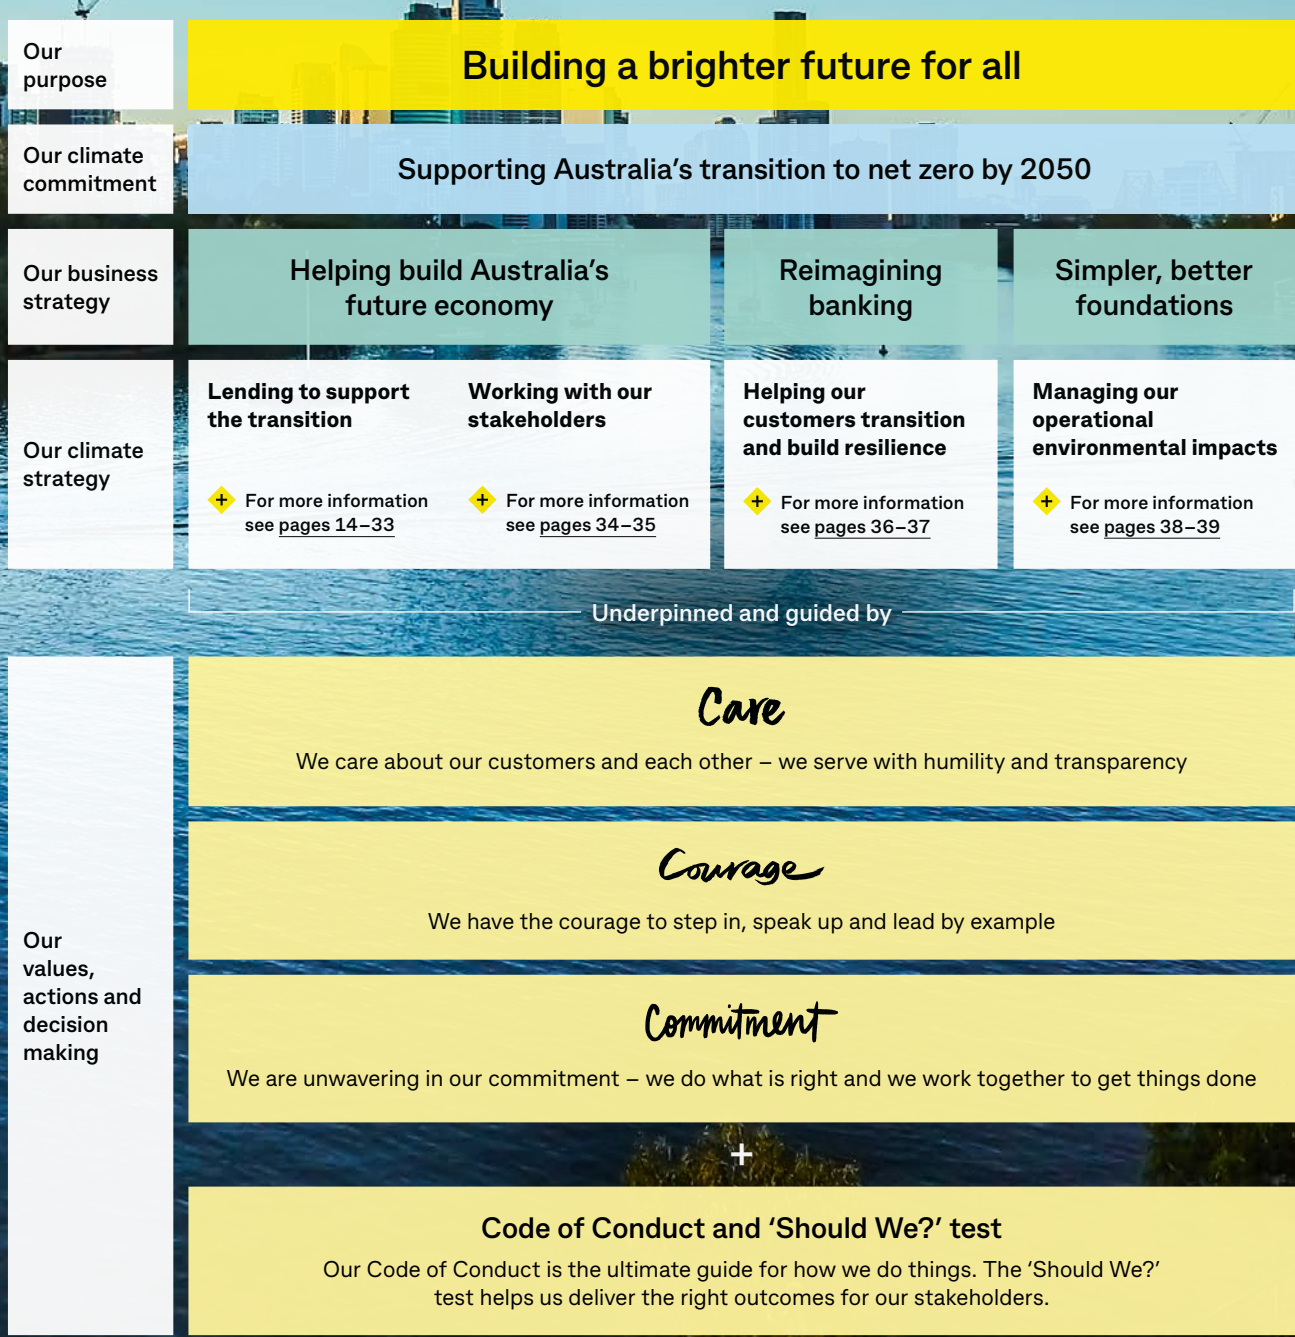 Our
purpose
Building a brighter future for all
Our climate
commitment
Supporting Australia’s transition to net zero by 2050
Our business
strategy
Helping build Australia’s
future economy
Reimagining
banking
Simpler, better
foundations
Our climate
strategy
Lending to support
the transition
+ For more information
see pages 14–33
Working with our
stakeholders
+ For more information
see pages 34–35
Helping our
customers transition
and build resilience
+ For more information
see pages 36–37
Managing our
operational
environmental impacts
+ For more information
see pages 38–39
Underpinned and guided by
Our
values,
actions and
decision
making
Care
We care about our customers and each other – we serve with humility and transparency
Courage
We have the courage to step in, speak up and lead by example
Commitment
We are unwavering in our commitment – we do what is right and we work together to get things done
+
Code of Conduct and ‘Should We?’ test
Our Code of Conduct is the ultimate guide for how we do things. The ‘Should We?’
test helps us deliver the right outcomes for our stakeholders.